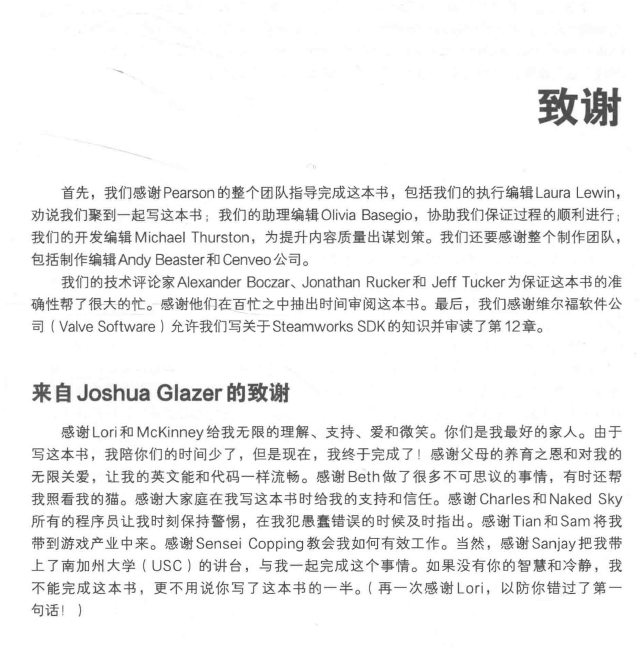 致谢
首先，我们感谢Pearson的整个团队指导完成这本书，包括我们的执行编辑Laura Lewin，
劝说我们聚到一起写这本书；我们的助理编辑Olivia Basegio，协助我们保证过程的顺利进行；
我们的开发编辑Michael Thurston，为提升内容质量出谋划策。我们还要感谢整个制作团队，
包括制作编辑Andy Beaster和Cenveo公司。
我们的技术评论家Alexander Boczar、Jonathan Rucker和 Jeff Tucker为保证这本书的准
确性帮了很大的忙。感谢他们在百忙之中抽出时间审阅这本书。最后，我们感谢维尔福软件公
司（Valve Software）允许我们写关于Steamworks SDK的知识并审读了第12章。
来自Joshua Glazer的致谢
感谢Lori和McKinney给我无限的理解、支持、爱和微笑。你们是我最好的家人。由于
写这本书，我陪你们的时间少了，但是现在，我终于完成了！感谢父母的养育之恩和对我的
无限关爱，让我的英文能和代码一样流畅。感谢Beth做了很多不可思议的事情，有时还帮
我照看我的猫。感谢大家庭在我写这本书时给我的支持和信任。感谢Charles和Naked Sky
所有的程序员让我时刻保持警惕，在我犯愚蠢错误的时候及时指出。感谢Tian和Sam将我
带到游戏产业中来。感谢Sensei Copping教会我如何有效工作。当然，感谢Sanjay把我带
上了南加州大学（USC）的讲台，与我一起完成这个事情。如果没有你的智慧和冷静，我
不能完成这本书，更不用说你写了这本书的一半。（再一次感谢Lori，以防你错过了第一
句话！）